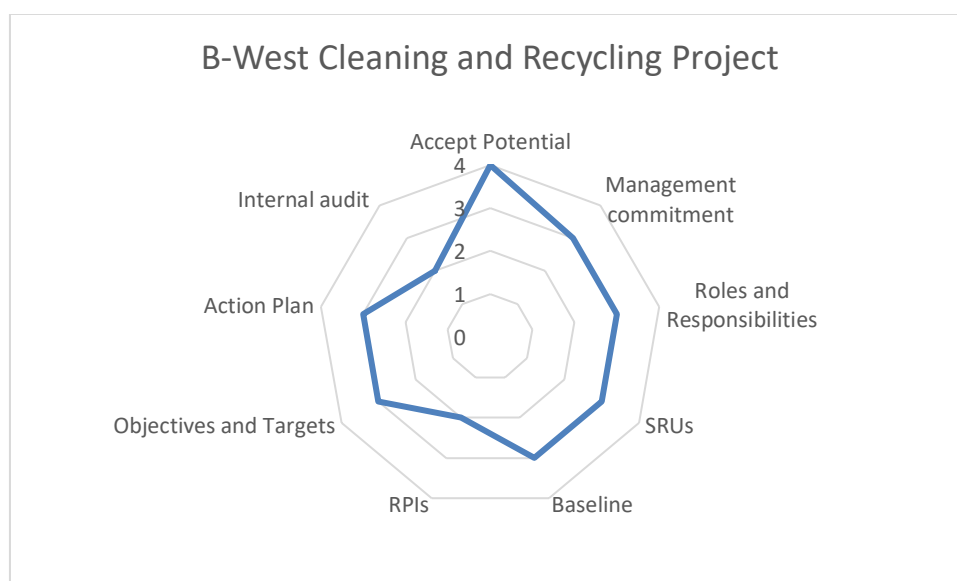 B-West Cleaning and Recycling Project
Accept Potential
4
Management
commitment
3
Internal audit
2
1
Roles and
Responsibilities
Action Plan
0
Objectives and Targets
SRUs
RPIs
Baseline